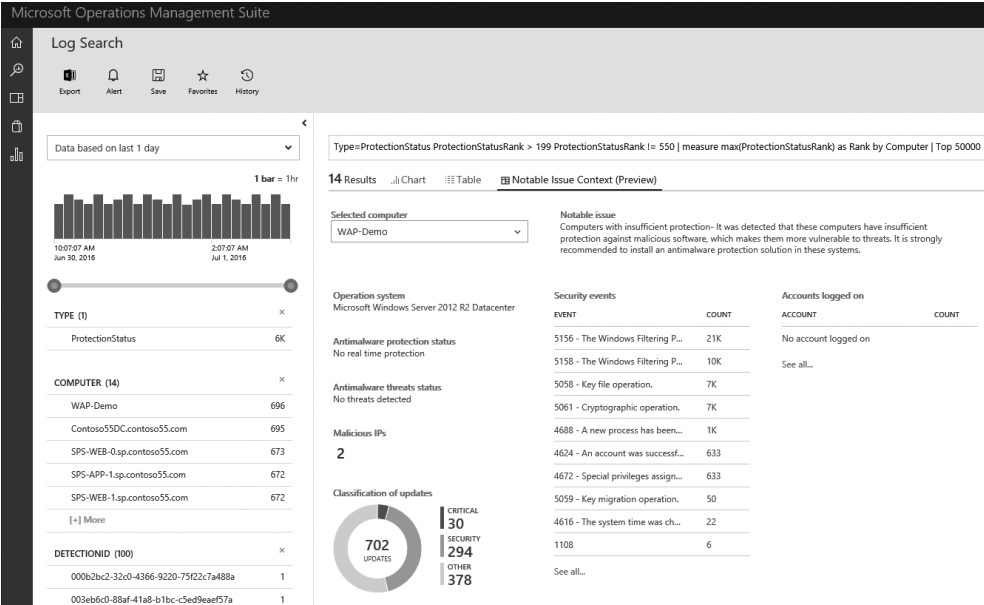 Microsoft Operations Management Suite
Log Search
Export Alert Save Favorites History
Data based on last 1 day
1 bar = 1hr
10:07:07 AM
Jun 30, 2016
2:07:07 AM
Jul 1, 2016
TYPE (1)
ProtectionStatus 6K
COMPUTER (14)
WAP-Demo 696
Contoso55DC.contoso55.com 695
SPS-WEB-0.sp.contoso55.com 673
SPS-APP-1.sp.contoso55.com 672
SPS-WEB-1.sp.contoso55.com 672
[+] More
DETECTIONID (100)
000b2bc2-32c0-4366-9220-75f22c7a488a 1
003eb6c0-88af-41a8-b1bc-c5ed9eaef57a 1
Type=ProtectionStatus ProtectionStatusRank > 199 ProtectionStatusRank != 550 | measure max(ProtectionStatusRank) as Rank by Computer | Top 50000
14 Results Chart Table Notable Issue Context (Preview)
Selected computer
WAP-Demo
Notable issue
Computers with insufficient protection- It was detected that these computers have insufficient
protection against malicious software, which makes them more vulnerable to threats. It is strongly
recommended to install an antimalware protection solution in these systems.
Operation system
Microsoft Windows Server 2012 R2 Datacenter
Antimalware protection status
No real time protection
Antimalware threats status
No threats detected
Malicious IPs
2
Classification of updates
702
UPDATES
CRITICAL
30
SECURITY
294
OTHER
378
Security events
EVENT COUNT
5156 - The Windows Filtering P... 21K
5158 - The Windows Filtering P... 10K
5058 - Key file operation. 7K
5061 - Cryptographic operation. 7K
4688 - A new process has been... 1K
4624 - An account was successf... 633
4672 - Special privileges assign... 633
5059 - Key migration operation. 50
4616 - The system time was ch... 22
1108 6
See all...
Accounts logged on
ACCOUNT COUNT
No account logged on
See all...